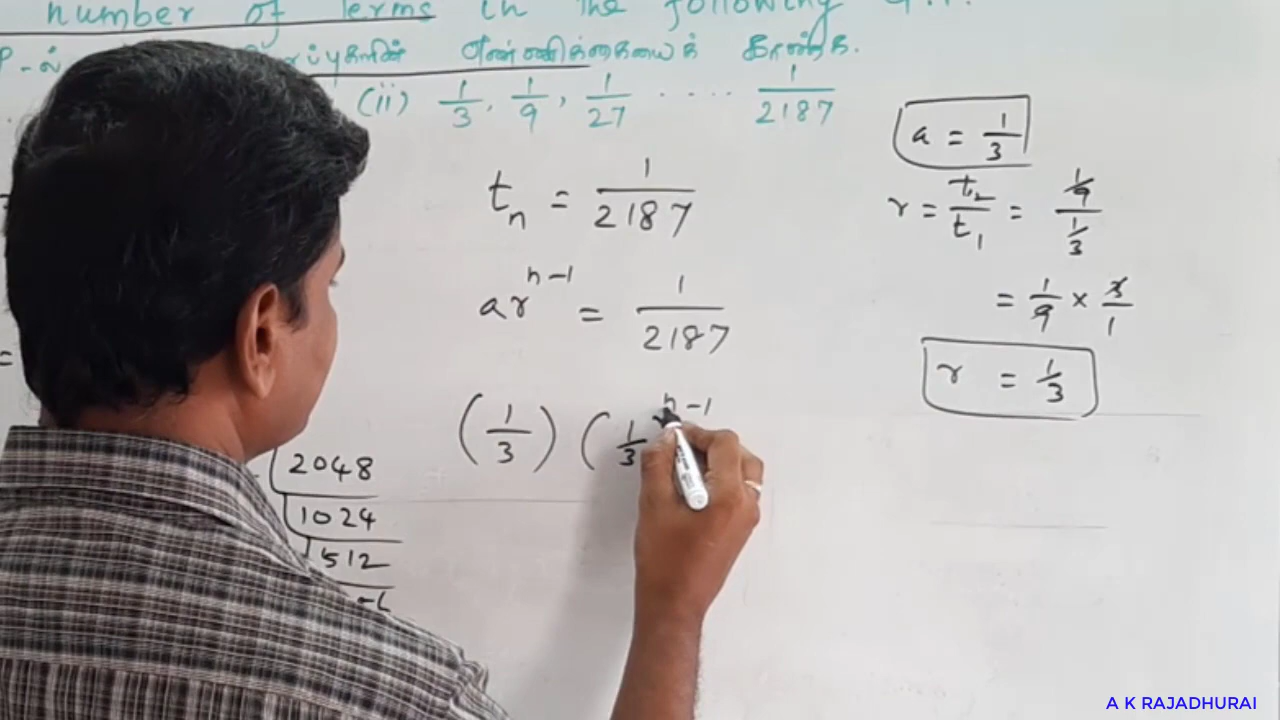 number of terms in the following G.P.
P-ல் எண்ணிக்கையைக் காண்க.
(ii) 1/3, 1/9, 1/27 ..... 1/2187
tₙ = 1/2187
arⁿ⁻¹ = 1/2187
(1/3) (1/3 n-1
a = 1/3
r = t₂/t₁ = 1/9 / 1/3
= 1/9 × 3/1
r = 1/3
=
2048
1024
512
A K RAJADHURAI